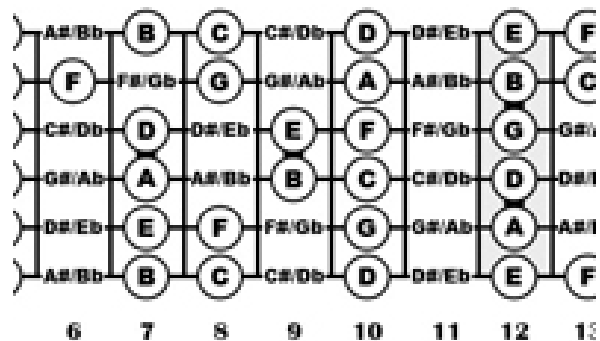 A#/Bb B C C#/Db D D#/Eb E F
F F#/Gb G G#/Ab A A#/Bb B C
C#/Db D D#/Eb E F F#/Gb G G#/
G#/Ab A A#/Bb B C C#/Db D D#/
D#/Eb E F F#/Gb G G#/Ab A A#/
A#/Bb B C C#/Db D D#/Eb E F
6 7 8 9 10 11 12 13